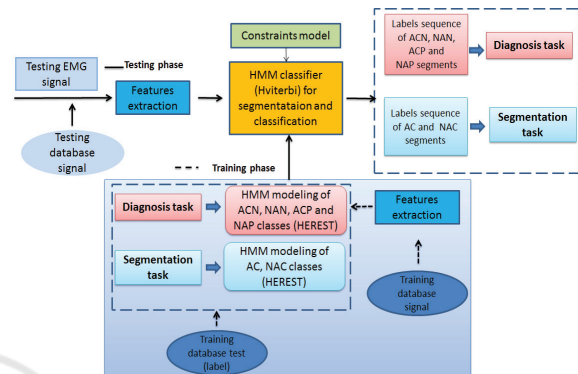 Constraints model
Testing EMG
signal
Testing phase
Features
extraction
HMM classifier
(Hviterbi) for
segmentataion and
classification
Labels sequence
of ACN, NAN,
ACP and
NAP segments
Diagnosis task
Labels sequence
of AC and NAC
segments
Segmentation
task
Testing
database
signal
Training phase
Diagnosis task
HMM modeling of
ACN, NAN, ACP and
NAP classes (HEREST)
Features
extraction
Segmentation
task
HMM modeling of
AC, NAC classes
(HEREST)
Training
database
signal
Training
database test
(label)